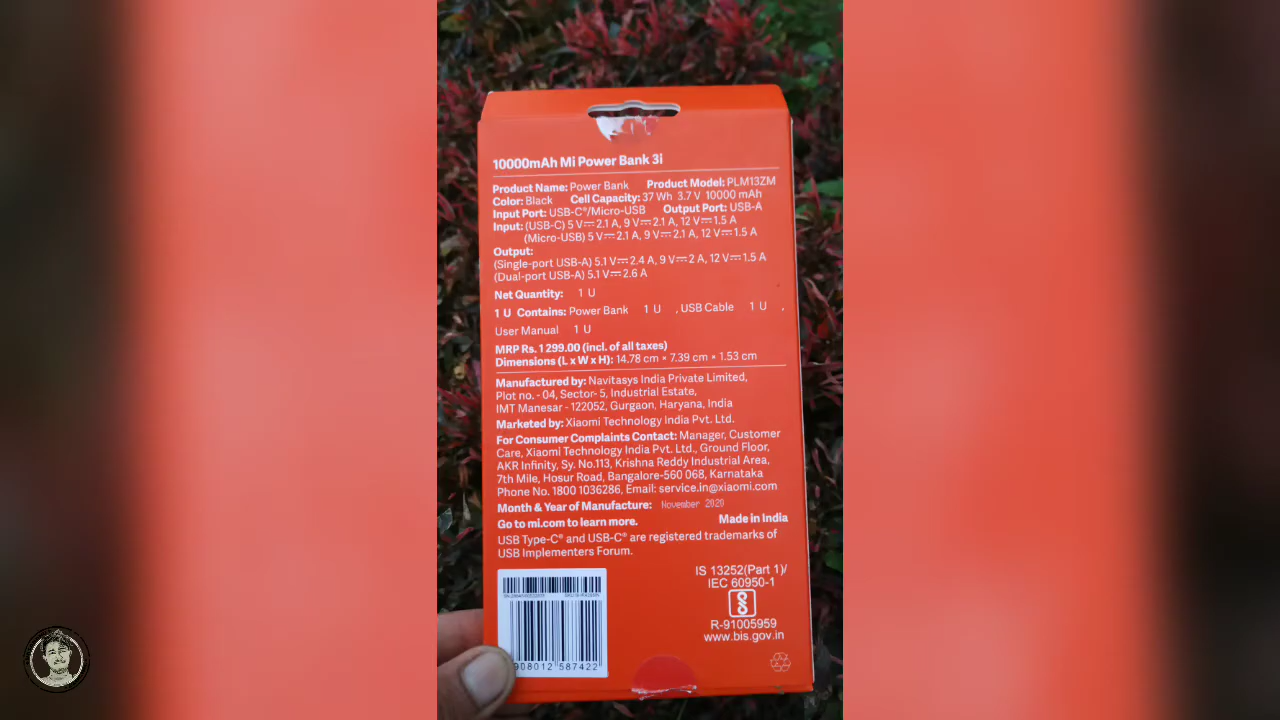 10000mAh Mi Power Bank 3i
Product Name: Power Bank Product Model: PLM13ZM
Color: Black Cell Capacity: 37 Wh 3.7 V 10000 mAh
Input Port: USB-C®/Micro-USB Output Port: USB-A
Input: (USB-C) 5 V⎓2.1 A, 9 V⎓2.1 A, 12 V⎓1.5 A
(Micro-USB) 5 V⎓2.1 A, 9 V⎓2.1 A, 12 V⎓1.5 A
Output:
(Single-port USB-A) 5.1 V⎓2.4 A, 9 V⎓2 A, 12 V⎓1.5 A
(Dual-port USB-A) 5.1 V⎓2.6 A
Net Quantity: 1 U
1 U Contains: Power Bank 1 U , USB Cable 1 U ,
User Manual 1 U
MRP Rs. 1 299.00 (incl. of all taxes)
Dimensions (L x W x H): 14.78 cm × 7.39 cm × 1.53 cm
Manufactured by: Navitasys India Private Limited,
Plot no. - 04, Sector- 5, Industrial Estate,
IMT Manesar - 122052, Gurgaon, Haryana, India
Marketed by: Xiaomi Technology India Pvt. Ltd.
For Consumer Complaints Contact: Manager, Customer
Care, Xiaomi Technology India Pvt. Ltd., Ground Floor,
AKR Infinity, Sy. No.113, Krishna Reddy Industrial Area,
7th Mile, Hosur Road, Bangalore-560 068, Karnataka
Phone No. 1800 1036286, Email: service.in@xiaomi.com
Month & Year of Manufacture: November 2020
Go to mi.com to learn more. Made in India
USB Type-C® and USB-C® are registered trademarks of
USB Implementers Forum.
IS 13252(Part 1)/
IEC 60950-1
R-91005959
www.bis.gov.in
908012 587422